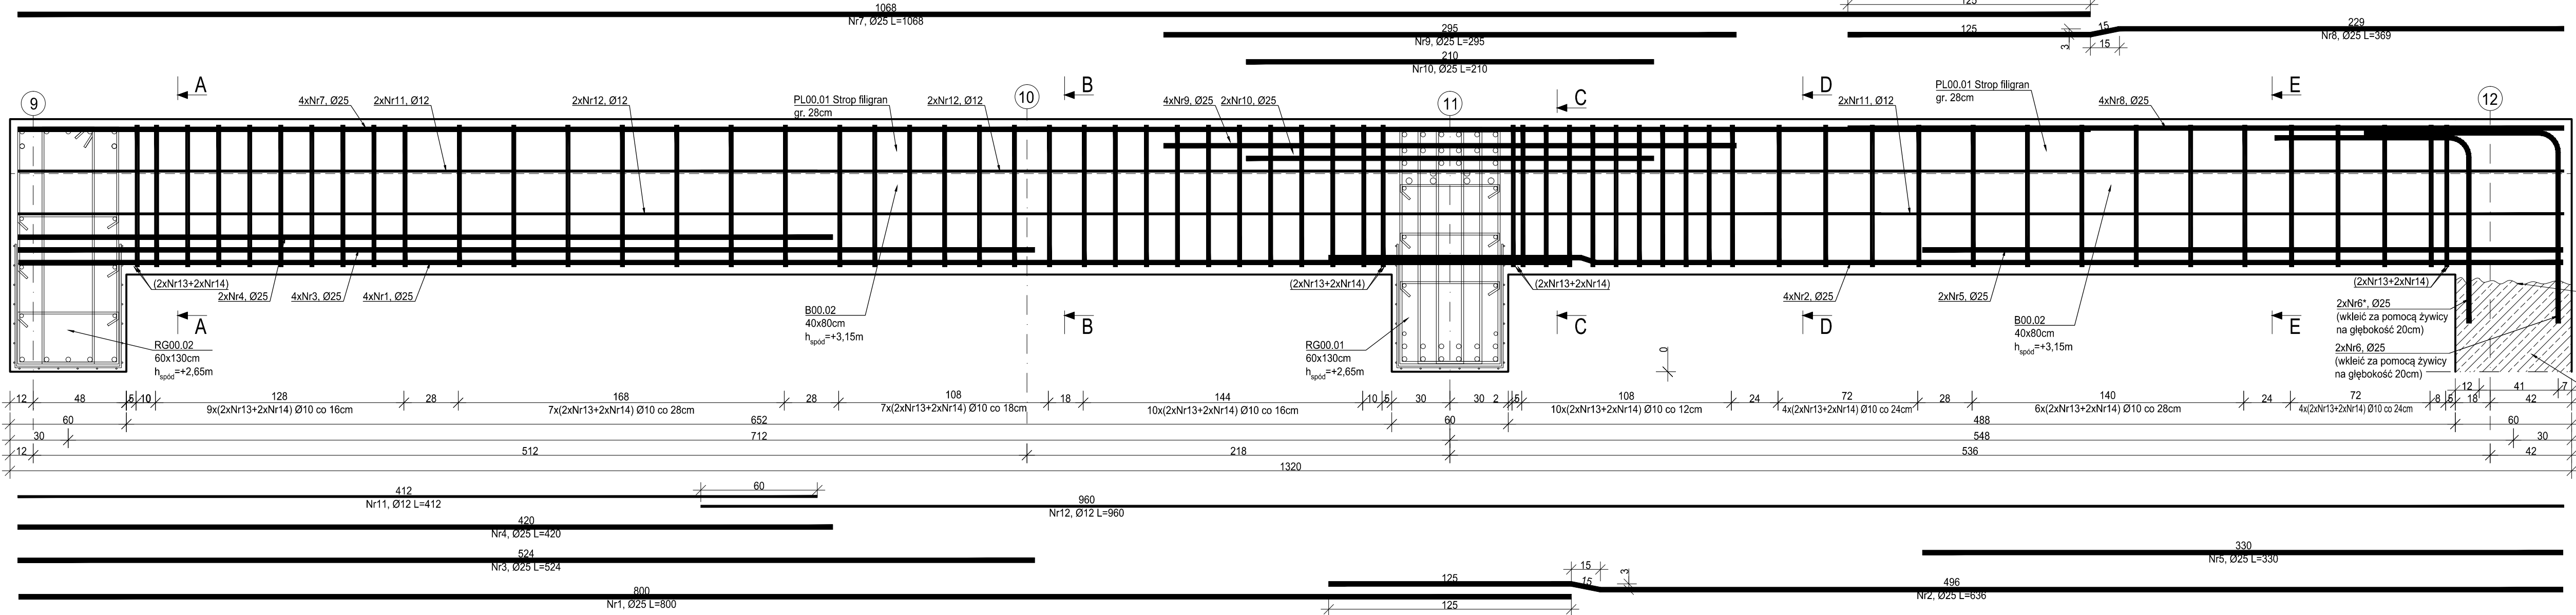 1068
Nr7, Ø25 L=1068
125
295
Nr9, Ø25 L=295
210
Nr10, Ø25 L=210
125
15
15
3
229
Nr8, Ø25 L=369
A
B
C
D
E
9
10
11
12
4xNr7, Ø25
2xNr11, Ø12
2xNr12, Ø12
PL00.01 Strop filigran
gr. 28cm
2xNr12, Ø12
4xNr9, Ø25
2xNr10, Ø25
2xNr11, Ø12
PL00.01 Strop filigran
gr. 28cm
4xNr8, Ø25
(2xNr13+2xNr14)
2xNr4, Ø25
4xNr3, Ø25
4xNr1, Ø25
(2xNr13+2xNr14)
(2xNr13+2xNr14)
4xNr2, Ø25
2xNr5, Ø25
(2xNr13+2xNr14)
A
B
C
D
E
RG00.02
60x130cm
hspód=+2,65m
B00.02
40x80cm
hspód=+3,15m
RG00.01
60x130cm
hspód=+2,65m
0
B00.02
40x80cm
hspód=+3,15m
2xNr6*, Ø25
(wkleić za pomocą żywicy
na głębokość 20cm)
2xNr6, Ø25
(wkleić za pomocą żywicy
na głębokość 20cm)
12 41 7
12 48 5 10 128 28 168 28 108 18 144 10 5 30 30 2 5 108 24 72 28 140 24 72 8 5 18 42
9x(2xNr13+2xNr14) Ø10 co 16cm
7x(2xNr13+2xNr14) Ø10 co 28cm
7x(2xNr13+2xNr14) Ø10 co 18cm
10x(2xNr13+2xNr14) Ø10 co 16cm
10x(2xNr13+2xNr14) Ø10 co 12cm
4x(2xNr13+2xNr14) Ø10 co 24cm
6x(2xNr13+2xNr14) Ø10 co 28cm
4x(2xNr13+2xNr14) Ø10 co 24cm
60 652 60 488 60
30 712 548 30
12 512 218 536 42
1320
412
Nr11, Ø12 L=412
60
960
Nr12, Ø12 L=960
420
Nr4, Ø25 L=420
524
Nr3, Ø25 L=524
330
Nr5, Ø25 L=330
800
Nr1, Ø25 L=800
125
125
15
15
3
496
Nr2, Ø25 L=636